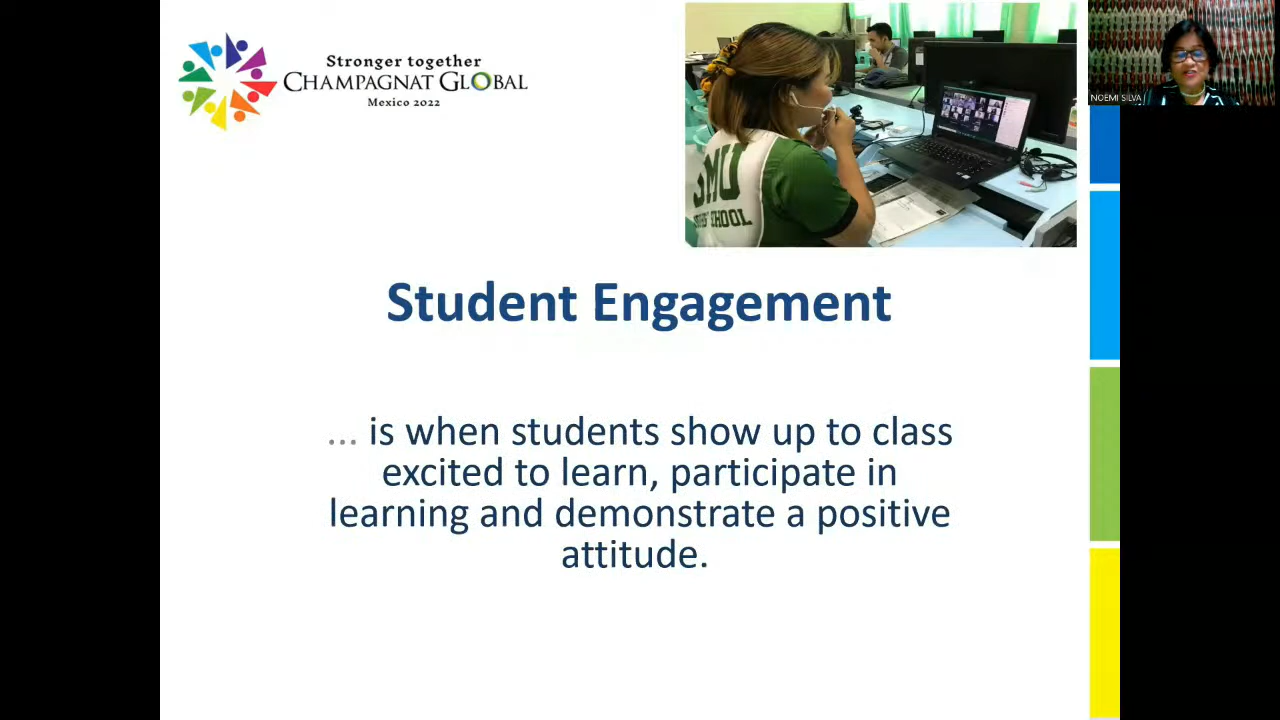 Stronger together
CHAMPAGNAT GLOBAL
Mexico 2022
SMU
NOEMI SILVA
Student Engagement
... is when students show up to class
excited to learn, participate in
learning and demonstrate a positive
attitude.